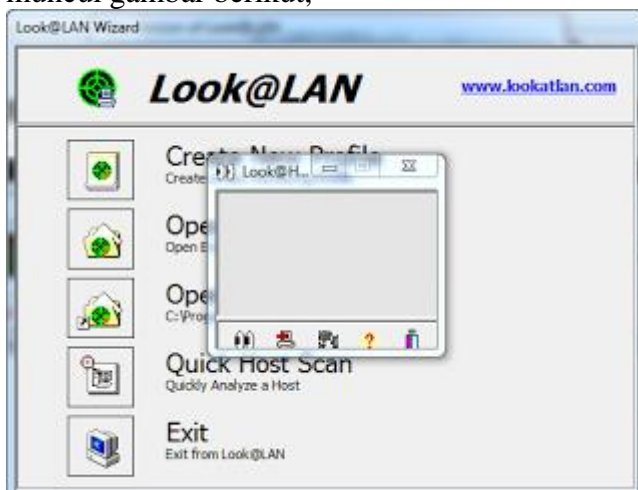 muncul gambar berikut,
Look@LAN Wizard
Look@LAN
www.lookatlan.com
Create New Profile
Create
Look@H...
Ope
Open E
Ope
C:\Prog
Quick Host Scan
Quickly Analyze a Host
Exit
Exit from Look@LAN